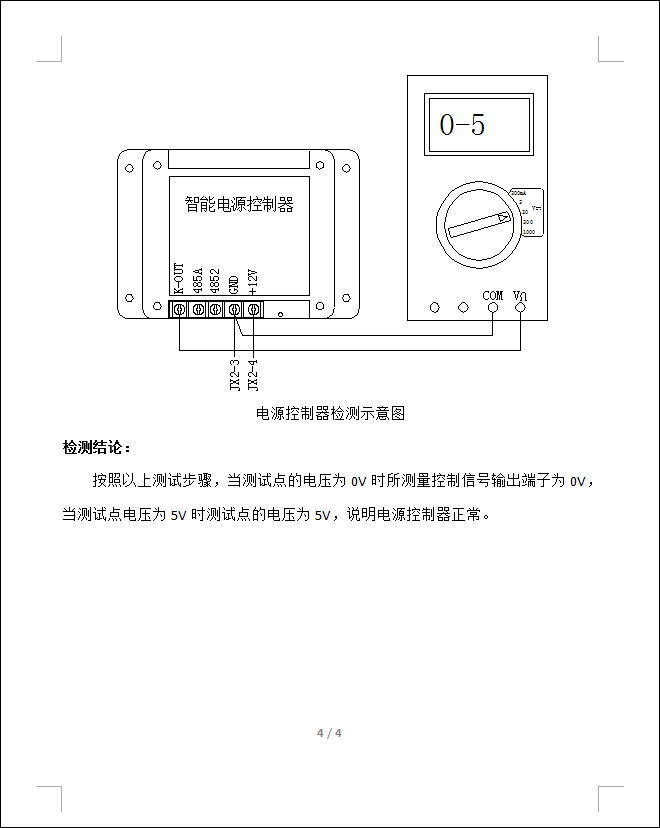 0-5
200mA
2
20
V⎓
200
1000
智能电源控制器
K-OUT
485A
4852
GND
+12V
COM VΩ
JX2-3
JX2-4
电源控制器检测示意图
检测结论：
按照以上测试步骤，当测试点的电压为 0V 时所测量控制信号输出端子为 0V，
当测试点电压为 5V 时测试点的电压为 5V，说明电源控制器正常。
4 / 4